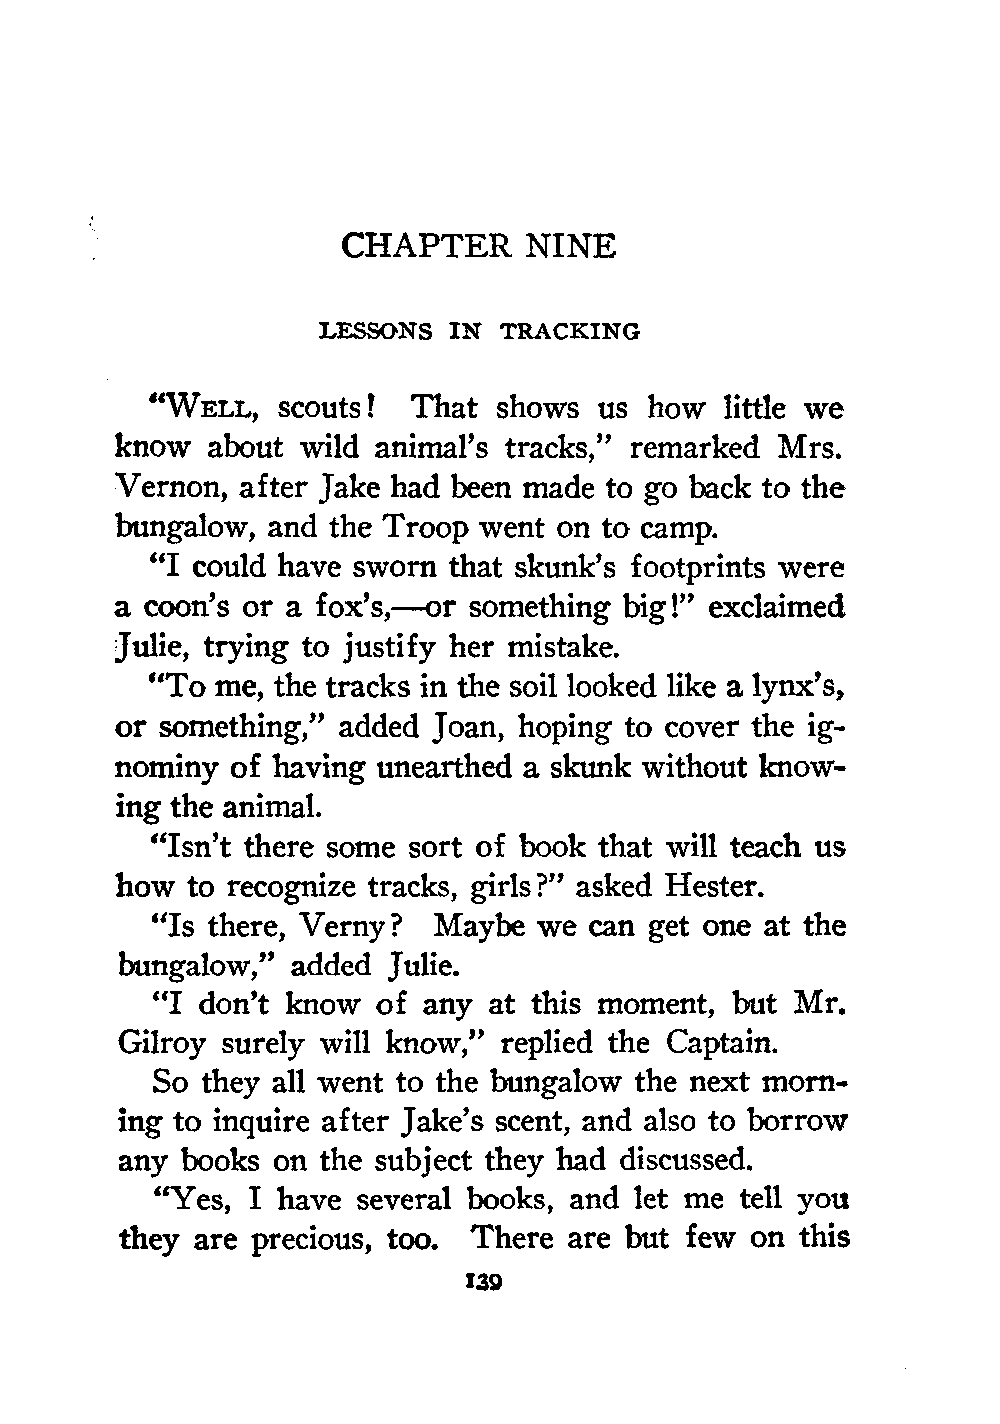 CHAPTER NINE
LESSONS IN TRACKING
“WELL, scouts! That shows us how little we
know about wild animal’s tracks,” remarked Mrs.
Vernon, after Jake had been made to go back to the
bungalow, and the Troop went on to camp.
“I could have sworn that skunk’s footprints were
a coon’s or a fox’s,—or something big!” exclaimed
Julie, trying to justify her mistake.
“To me, the tracks in the soil looked like a lynx’s,
or something,” added Joan, hoping to cover the ig-
nominy of having unearthed a skunk without know-
ing the animal.
“Isn’t there some sort of book that will teach us
how to recognize tracks, girls?” asked Hester.
“Is there, Verny? Maybe we can get one at the
bungalow,” added Julie.
“I don’t know of any at this moment, but Mr.
Gilroy surely will know,” replied the Captain.
So they all went to the bungalow the next morn-
ing to inquire after Jake’s scent, and also to borrow
any books on the subject they had discussed.
“Yes, I have several books, and let me tell you
they are precious, too. There are but few on this
139